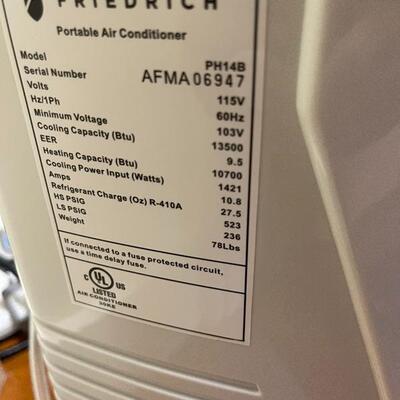 FRIEDRICH
Portable Air Conditioner
Model PH14B
Serial Number AFMA06947
Volts 115V
Hz/1Ph 60Hz
Minimum Voltage 103V
Cooling Capacity (Btu) 13500
EER 9.5
Heating Capacity (Btu) 10700
Cooling Power Input (Watts) 1421
Amps 10.8
Refrigerant Charge (Oz) R-410A 27.5
HS PSIG 523
LS PSIG 236
Weight 78Lbs
If connected to a fuse protected circuit,
use a time delay fuse.
C UL US
LISTED
AIR CONDITIONER
30KE